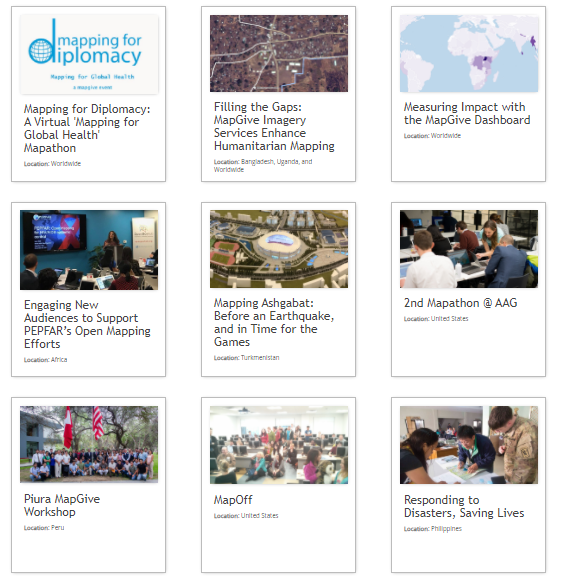 mapping for
diplomacy
Mapping for Global Health
a mapgive event
Mapping for Diplomacy:
A Virtual 'Mapping for
Global Health'
Mapathon
Location: Worldwide
Filling the Gaps:
MapGive Imagery
Services Enhance
Humanitarian Mapping
Location: Bangladesh, Uganda, and
Worldwide
Measuring Impact with
the MapGive Dashboard
Location: Worldwide
Engaging New
Audiences to Support
PEPFAR's Open Mapping
Efforts
Location: Africa
Mapping Ashgabat:
Before an Earthquake,
and in Time for the
Games
Location: Turkmenistan
2nd Mapathon @ AAG
Location: United States
Piura MapGive
Workshop
Location: Peru
MapOff
Location: United States
Responding to
Disasters, Saving Lives
Location: Philippines